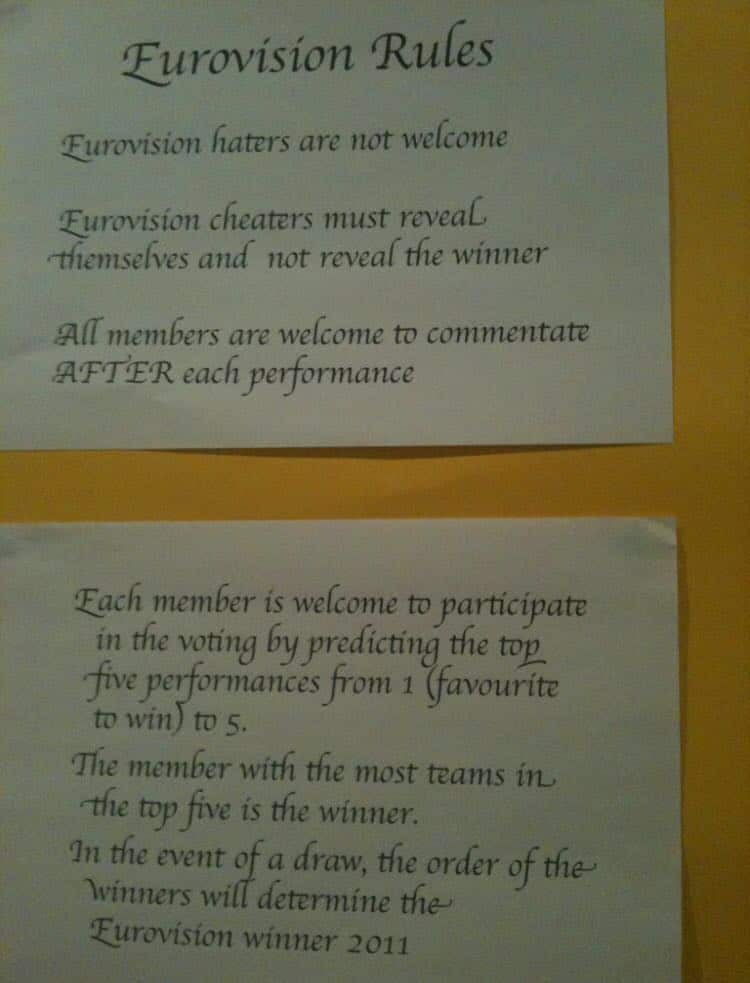 Eurovision Rules
Eurovision haters are not welcome
Eurovision cheaters must reveal
themselves and not reveal the winner
All members are welcome to commentate
AFTER each performance
Each member is welcome to participate
in the voting by predicting the top
five performances from 1 (favourite
to win) to 5.
The member with the most teams in
the top five is the winner.
In the event of a draw, the order of the
winners will determine the
Eurovision winner 2011